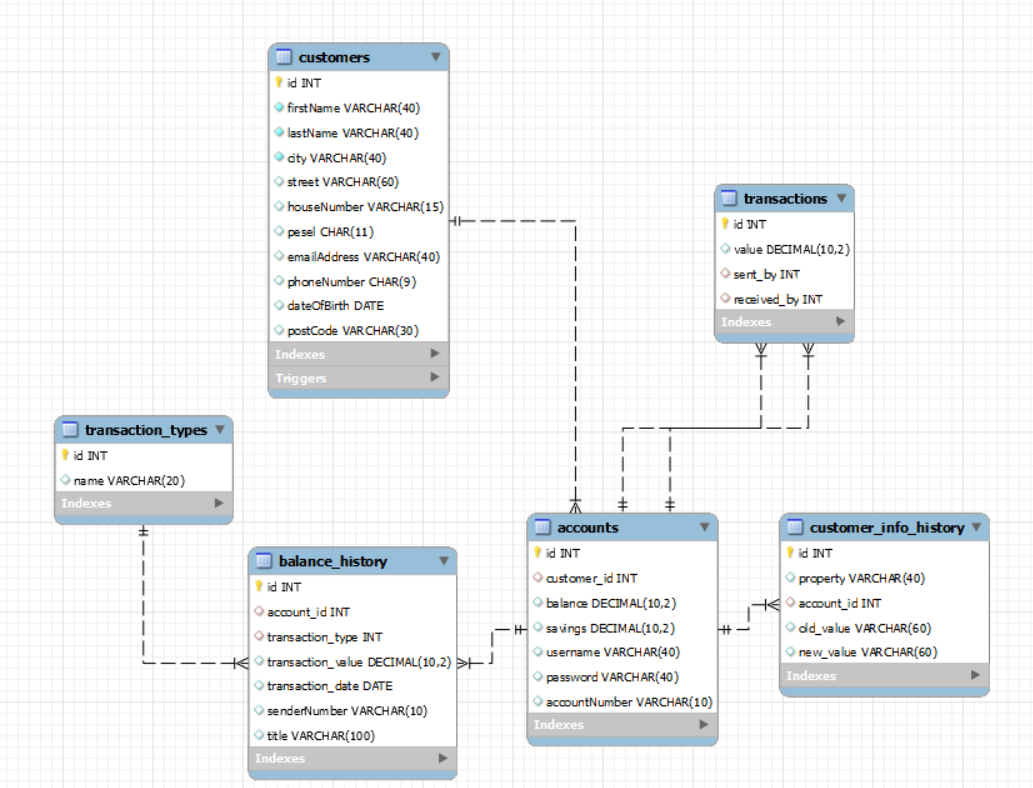 customers
id INT
firstName VARCHAR(40)
lastName VARCHAR(40)
city VARCHAR(40)
street VARCHAR(60)
houseNumber VARCHAR(15)
pesel CHAR(11)
emailAddress VARCHAR(40)
phoneNumber CHAR(9)
dateOfBirth DATE
postCode VARCHAR(30)
Indexes
Triggers
transactions
id INT
value DECIMAL(10,2)
sent_by INT
received_by INT
Indexes
transaction_types
id INT
name VARCHAR(20)
Indexes
balance_history
id INT
account_id INT
transaction_type INT
transaction_value DECIMAL(10,2)
transaction_date DATE
senderNumber VARCHAR(10)
title VARCHAR(100)
Indexes
accounts
id INT
customer_id INT
balance DECIMAL(10,2)
savings DECIMAL(10,2)
username VARCHAR(40)
password VARCHAR(40)
accountNumber VARCHAR(10)
Indexes
customer_info_history
id INT
property VARCHAR(40)
account_id INT
old_value VARCHAR(60)
new_value VARCHAR(60)
Indexes